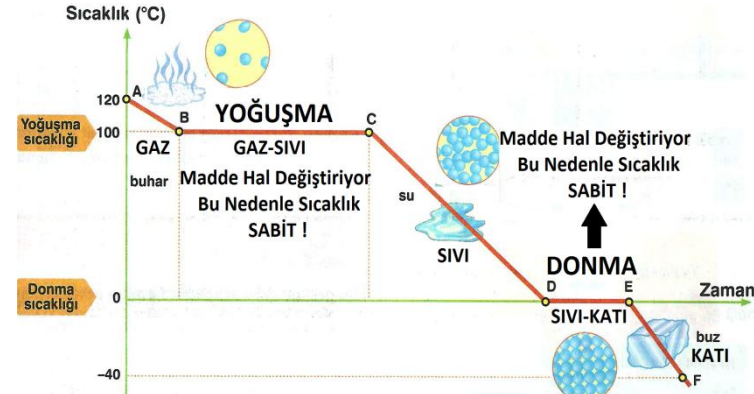 Sıcaklık (°C)
A
120
B
YOĞUŞMA
C
Yoğuşma
sıcaklığı
100
GAZ
GAZ-SIVI
buhar
Madde Hal Değiştiriyor
Bu Nedenle Sıcaklık
SABİT !
Madde Hal Değiştiriyor
Bu Nedenle Sıcaklık
SABİT !
su
SIVI
DONMA
Donma
sıcaklığı
0
D
E
Zaman
SIVI-KATI
buz
KATI
-40
F